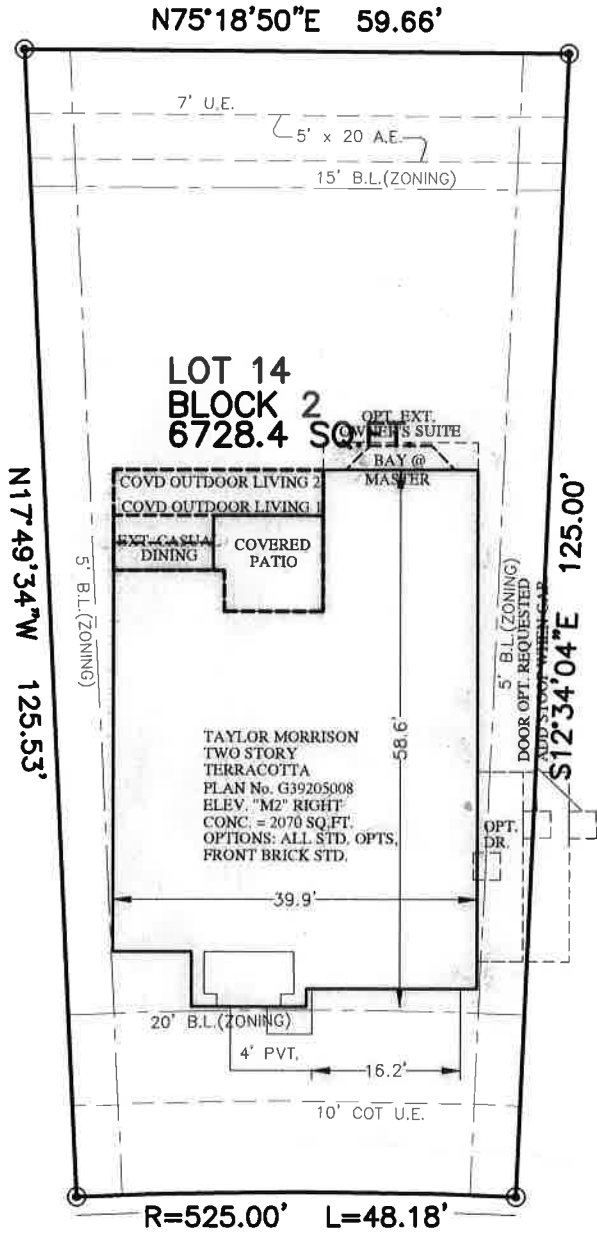 N75°18'50"E 59.66'
7' U.E.
5' x 20 A.E.
15' B.L.(ZONING)
LOT 14
BLOCK 2
6728.4 SQ.FT.
OPT. EXT.
OWNER'S SUITE
BAY @
MASTER
COVD OUTDOOR LIVING 2
COVD OUTDOOR LIVING 1
EXT. CASUAL
DINING
COVERED
PATIO
N17°49'34"W 125.53'
5' B.L.(ZONING)
5' B.L.(ZONING)
DOOR OPT. REQUESTED
ADD STOOP WHEN GAR
S12°34'04"E 125.00'
58.6'
TAYLOR MORRISON
TWO STORY
TERRACOTTA
PLAN No. G39205008
ELEV. "M2" RIGHT
CONC. = 2070 SQ.FT.
OPTIONS: ALL STD. OPTS,
FRONT BRICK STD.
OPT.
DR.
39.9'
20' B.L.(ZONING)
4' PVT.
16.2'
10' COT U.E.
R=525.00' L=48.18'